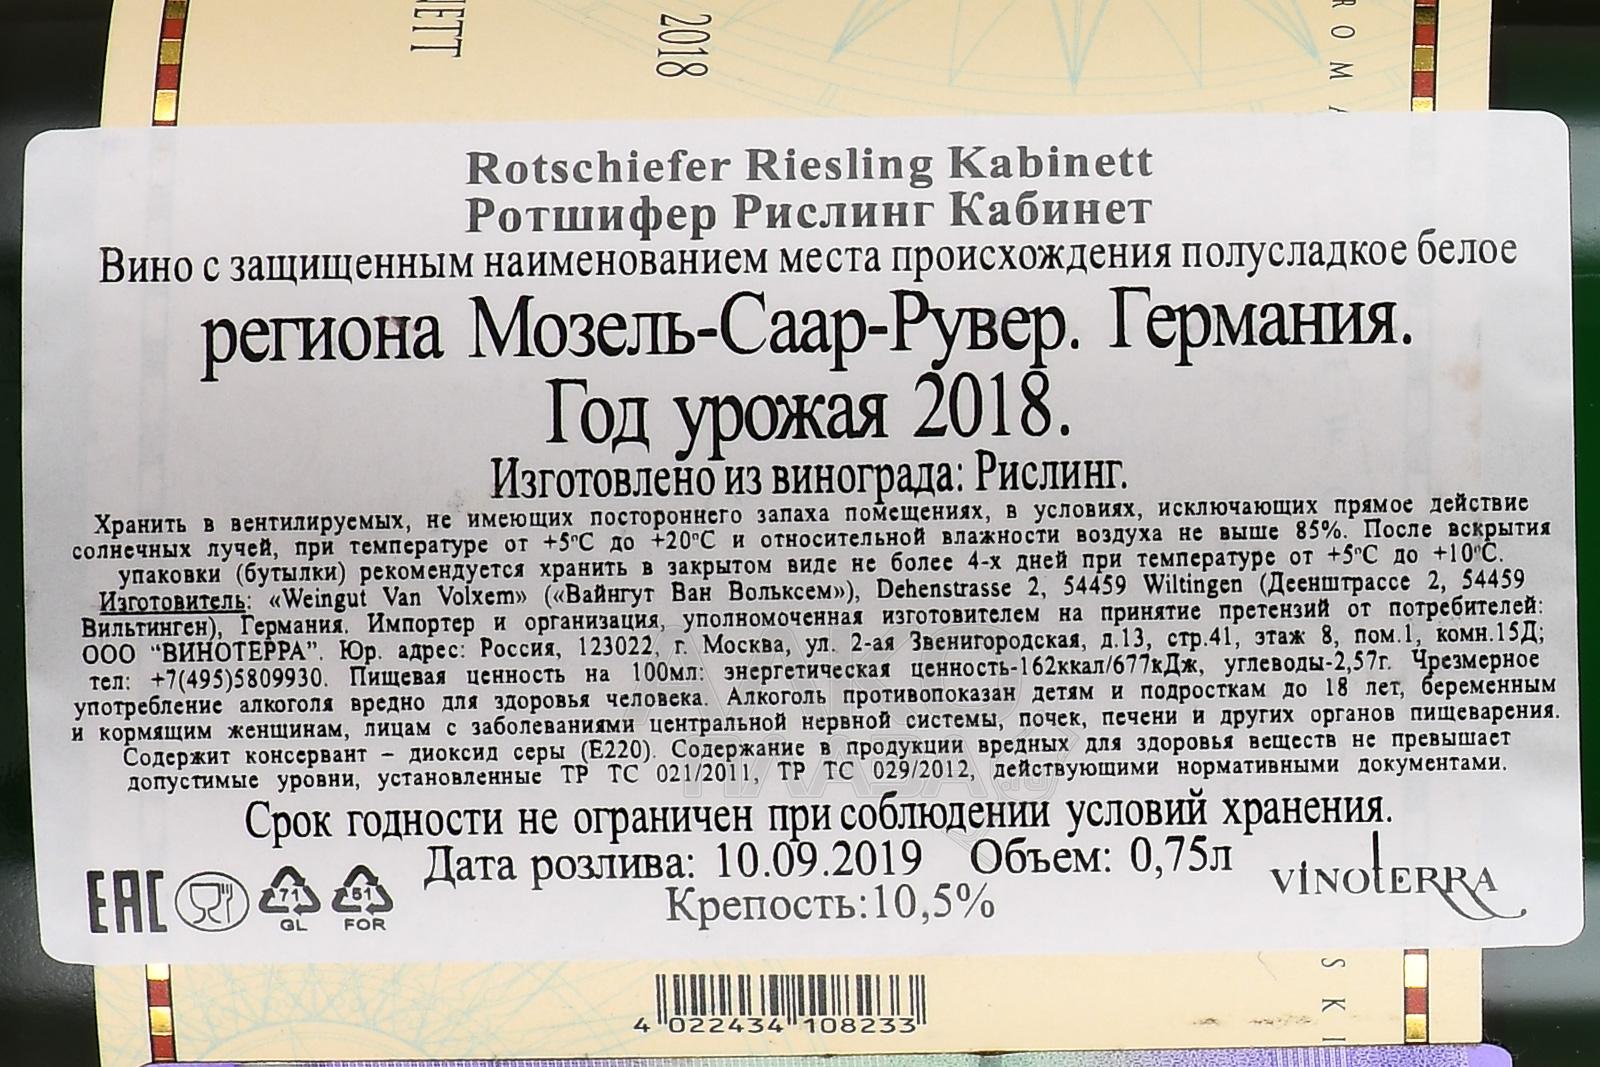 NETT
2018
ROMA
Rotschiefer Riesling Kabinett
Ротшифер Рислинг Кабинет
Вино с защищенным наименованием места происхождения полусладкое белое
региона Мозель-Саар-Рувер. Германия.
Год урожая 2018.
Изготовлено из винограда: Рислинг.
Хранить в вентилируемых, не имеющих постороннего запаха помещениях, в условиях, исключающих прямое действие
солнечных лучей, при температуре от +5ºС до +20ºС и относительной влажности воздуха не выше 85%. После вскрытия
упаковки (бутылки) рекомендуется хранить в закрытом виде не более 4-х дней при температуре от +5ºС до +10ºС.
Изготовитель: «Weingut Van Volxem» («Вайнгут Ван Вольксем»), Dehenstrasse 2, 54459 Wiltingen (Деенштрассе 2, 54459
Вильтинген), Германия. Импортер и организация, уполномоченная изготовителем на принятие претензий от потребителей:
ООО "ВИНОТЕРРА". Юр. адрес: Россия, 123022, г. Москва, ул. 2-ая Звенигородская, д.13, стр.41, этаж 8, пом.1, комн.15Д;
тел: +7(495)5809930. Пищевая ценность на 100мл: энергетическая ценность-162ккал/677кДж, углеводы-2,57г. Чрезмерное
употребление алкоголя вредно для здоровья человека. Алкоголь противопоказан детям и подросткам до 18 лет, беременным
и кормящим женщинам, лицам с заболеваниями центральной нервной системы, почек, печени и других органов пищеварения.
Содержит консервант – диоксид серы (Е220). Содержание в продукции вредных для здоровья веществ не превышает
допустимые уровни, установленные ТР ТС 021/2011, ТР ТС 029/2012, действующими нормативными документами.
Срок годности не ограничен при соблюдении условий хранения.
Дата розлива: 10.09.2019 Объем: 0,75л
Крепость:10,5%
EAC
71
GL
51
FOR
VINOTERRA
SKI
4 022434 108233